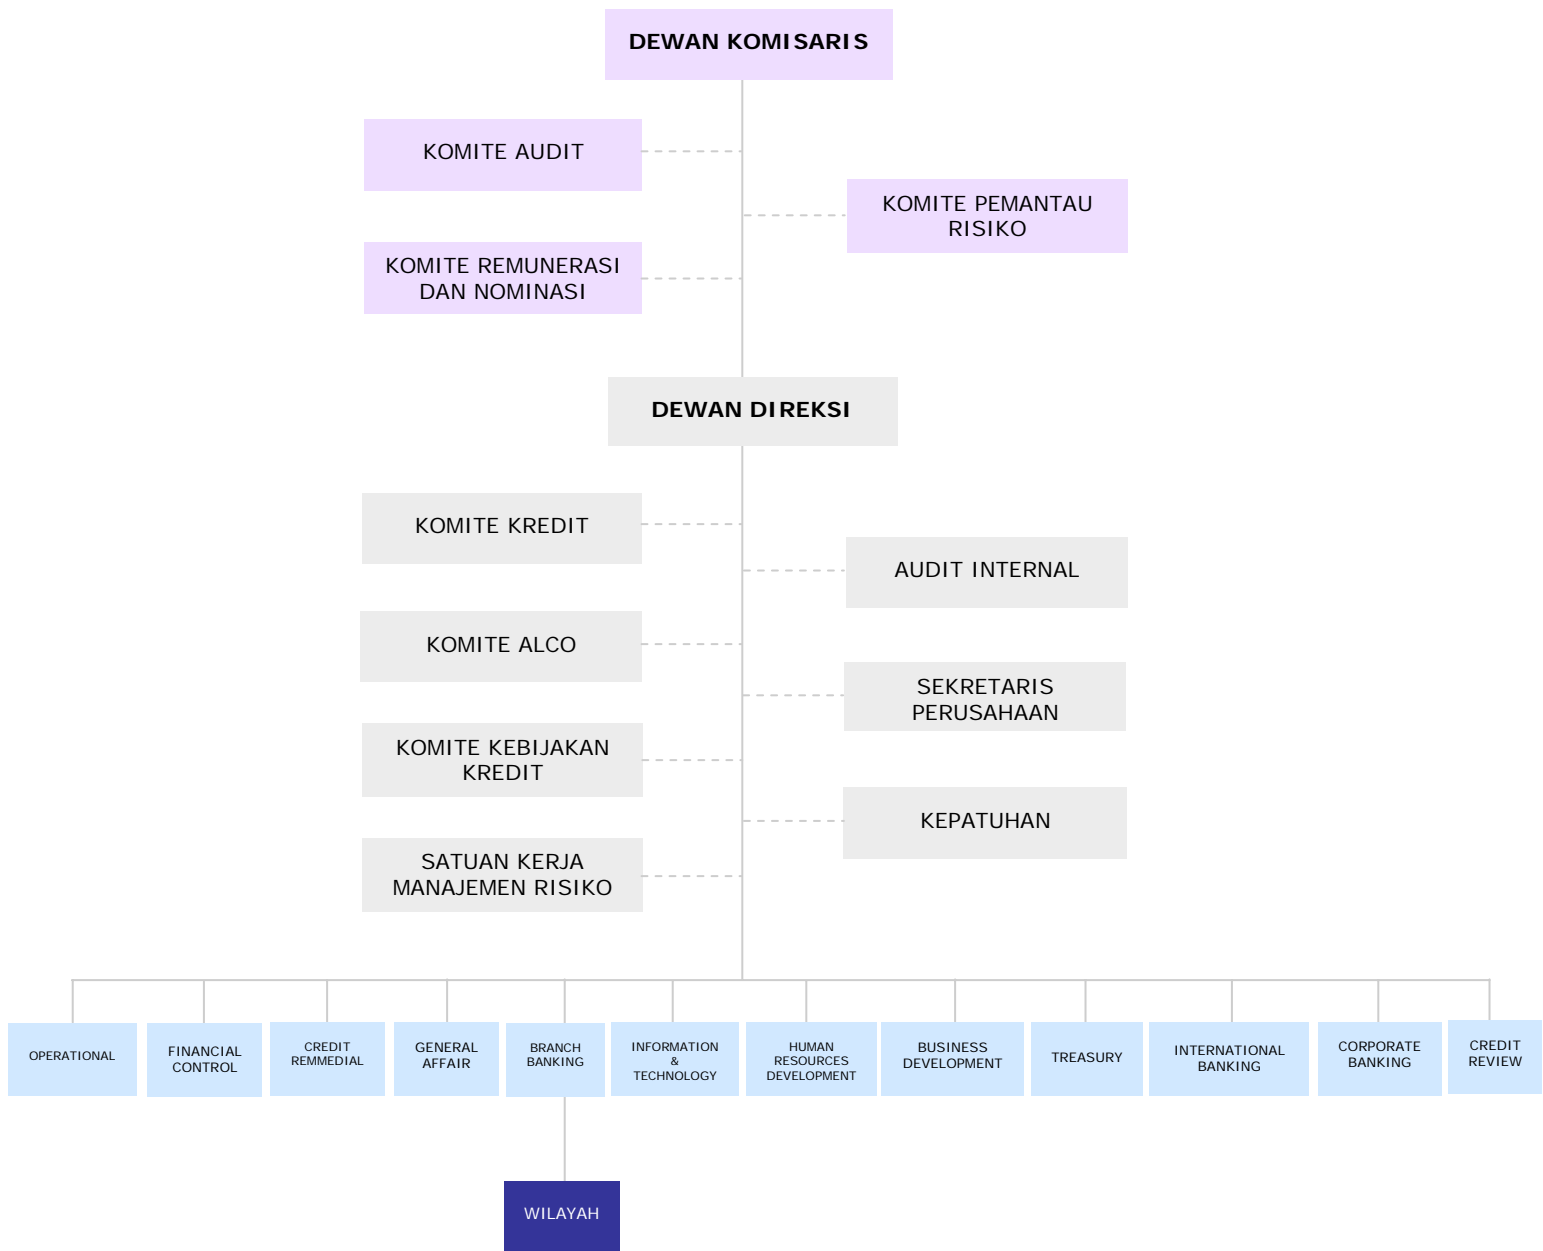 DEWAN KOMISARIS
KOMITE AUDIT
KOMITE PEMANTAU
RISIKO
KOMITE REMUNERASI
DAN NOMINASI
DEWAN DIREKSI
KOMITE KREDIT
AUDIT INTERNAL
KOMITE ALCO
SEKRETARIS
PERUSAHAAN
KOMITE KEBIJAKAN
KREDIT
KEPATUHAN
SATUAN KERJA
MANAJEMEN RISIKO
OPERATIONAL
FINANCIAL
CONTROL
CREDIT
REMMEDIAL
GENERAL
AFFAIR
BRANCH
BANKING
INFORMATION
&
TECHNOLOGY
HUMAN
RESOURCES
DEVELOPMENT
BUSINESS
DEVELOPMENT
TREASURY
INTERNATIONAL
BANKING
CORPORATE
BANKING
CREDIT
REVIEW
WILAYAH